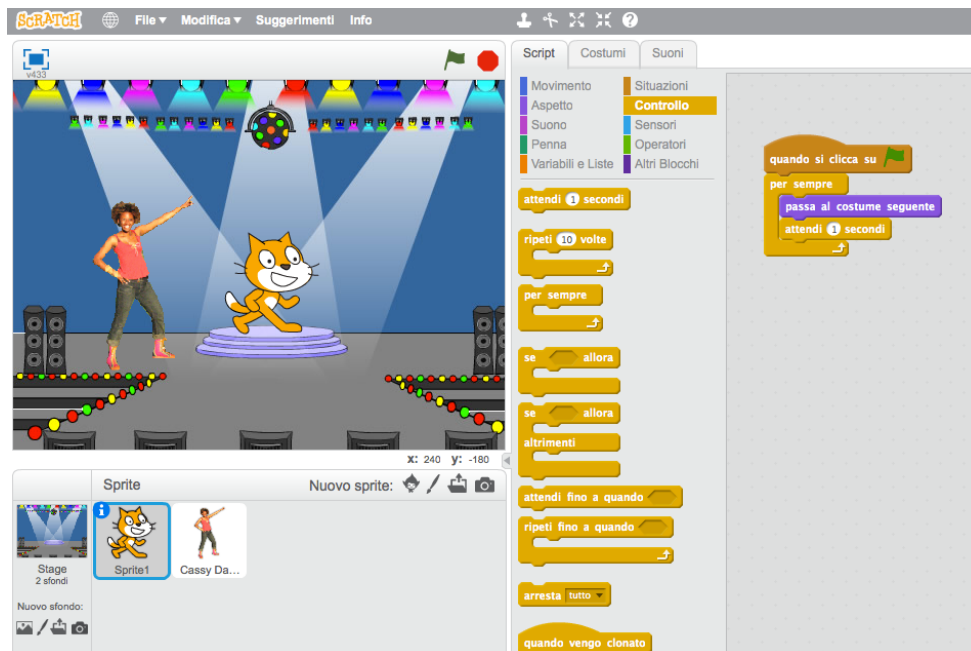 SCRATCH File Modifica Suggerimenti Info
v433
Script Costumi Suoni
Movimento Situazioni
Aspetto Controllo
Suono Sensori
Penna Operatori
Variabili e Liste Altri Blocchi
attendi 1 secondi
ripeti 10 volte
per sempre
se allora
se allora
altrimenti
attendi fino a quando
ripeti fino a quando
arresta tutto
quando vengo clonato
quando si clicca su
per sempre
passa al costume seguente
attendi 1 secondi
X: 240 Y: -180
Sprite Nuovo sprite:
Stage
2 sfondi
Nuovo sfondo:
Sprite1
Cassy Da...